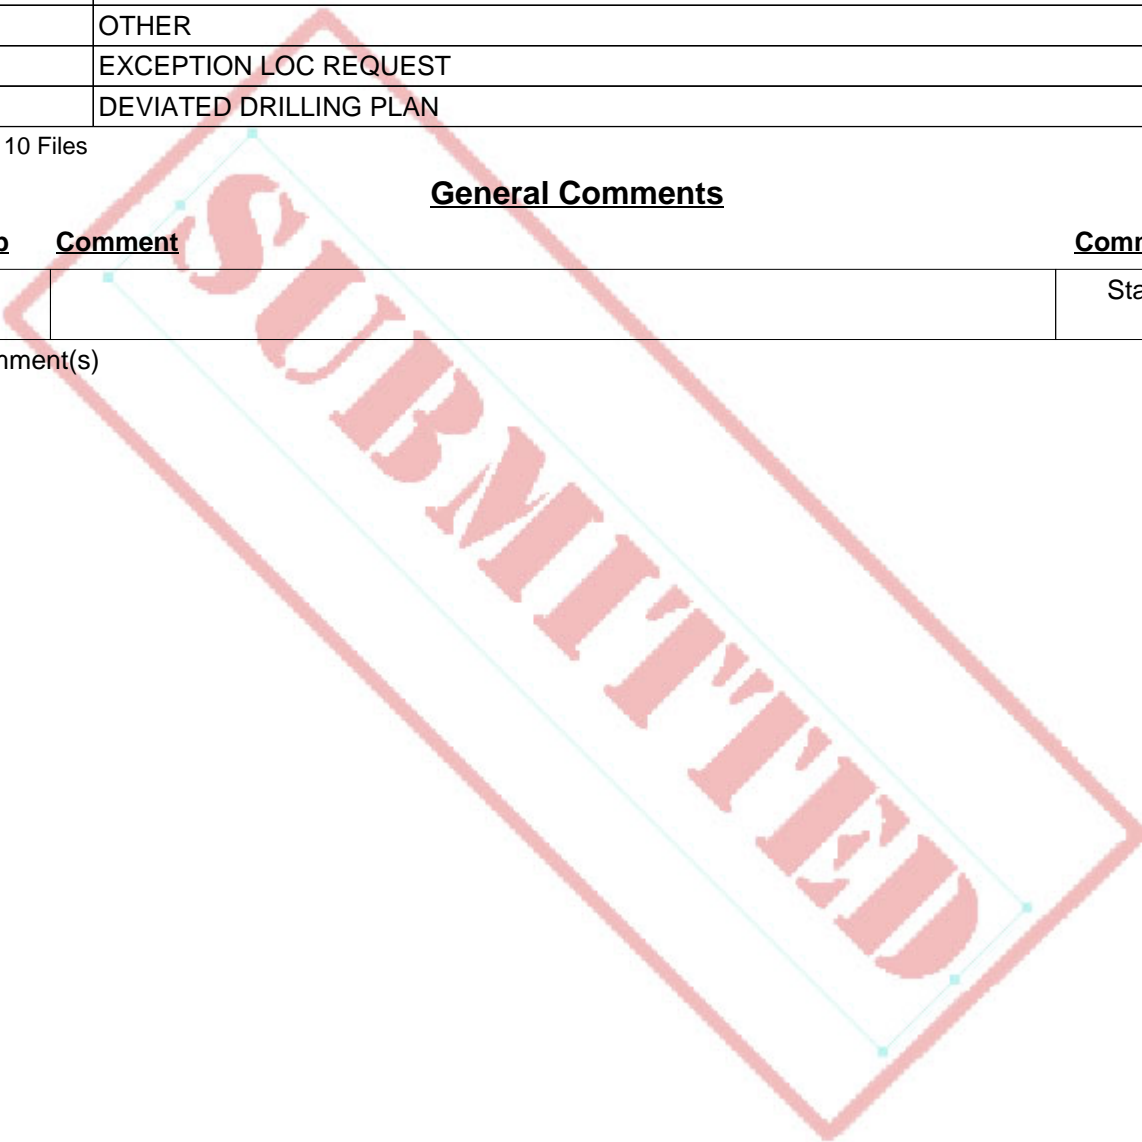 OTHER
EXCEPTION LOC REQUEST
DEVIATED DRILLING PLAN
10 Files
General Comments
Comment
SUBMITTED